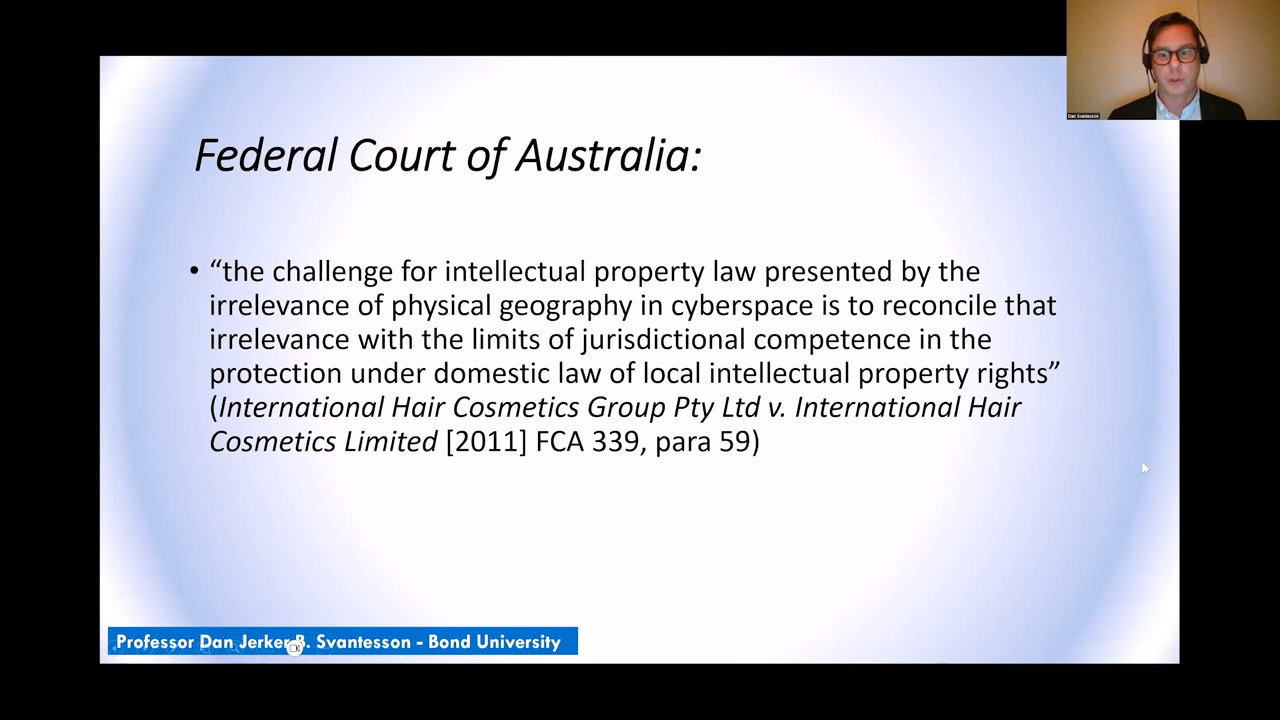 Dan Svantesson
Federal Court of Australia:
• “the challenge for intellectual property law presented by the
irrelevance of physical geography in cyberspace is to reconcile that
irrelevance with the limits of jurisdictional competence in the
protection under domestic law of local intellectual property rights”
(International Hair Cosmetics Group Pty Ltd v. International Hair
Cosmetics Limited [2011] FCA 339, para 59)
Professor Dan Jerker B. Svantesson - Bond University